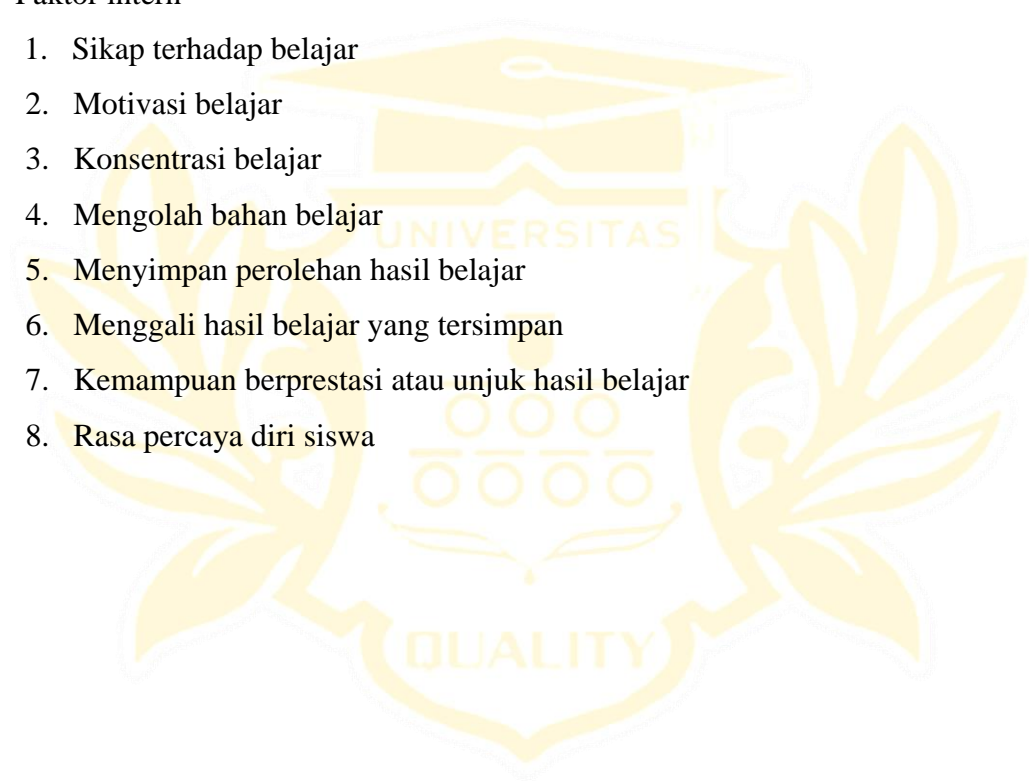 Faktor intern
1. Sikap terhadap belajar
2. Motivasi belajar
3. Konsentrasi belajar
4. Mengolah bahan belajar
UNIVERSITAS
5. Menyimpan perolehan hasil belajar
6. Menggali hasil belajar yang tersimpan
7. Kemampuan berprestasi atau unjuk hasil belajar
8. Rasa percaya diri siswa
QUALITY